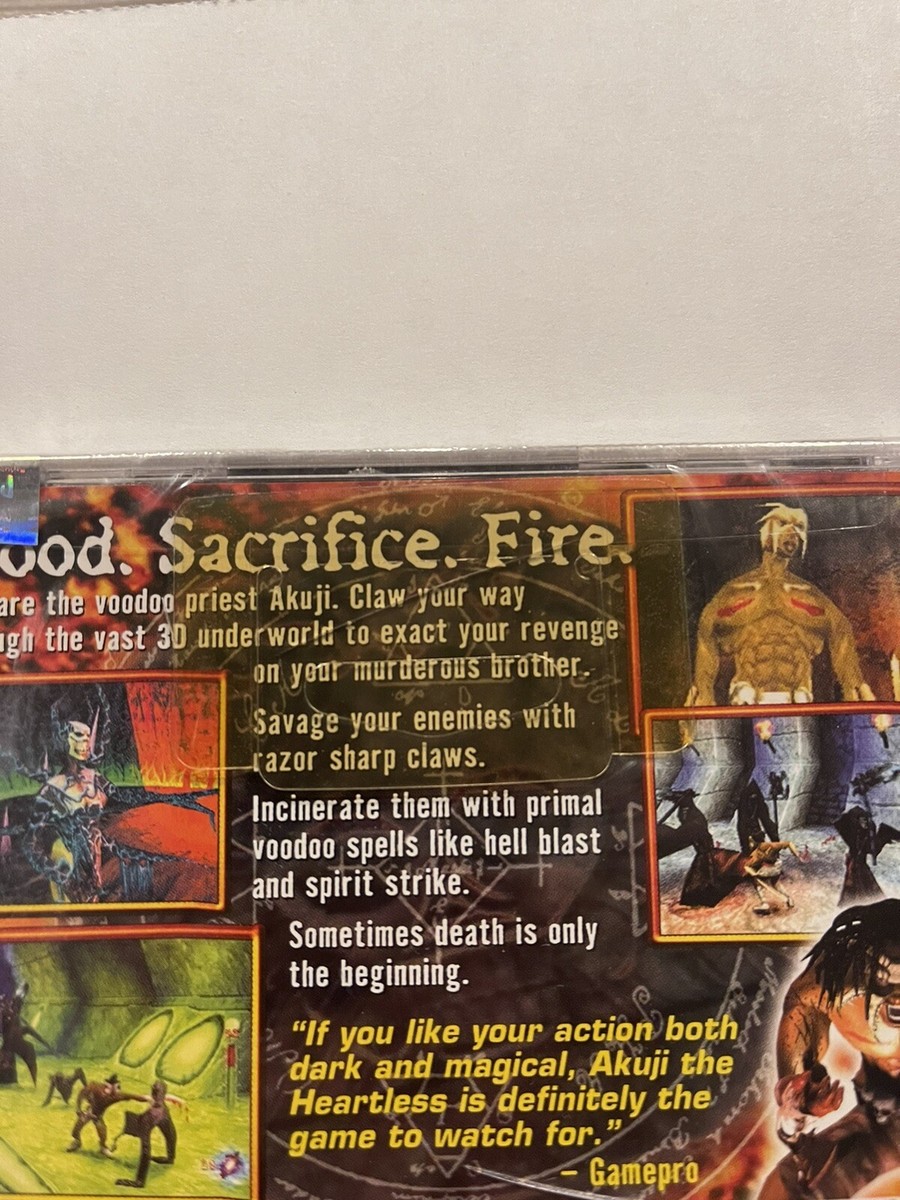 ood. Sacrifice. Fire.
are the voodoo priest Akuji. Claw your way
ugh the vast 3D underworld to exact your revenge
on your murderous brother.
Savage your enemies with
razor sharp claws.
Incinerate them with primal
voodoo spells like hell blast
and spirit strike.
Sometimes death is only
the beginning.
"If you like your action both
dark and magical, Akuji the
Heartless is definitely the
game to watch for."
– Gamepro